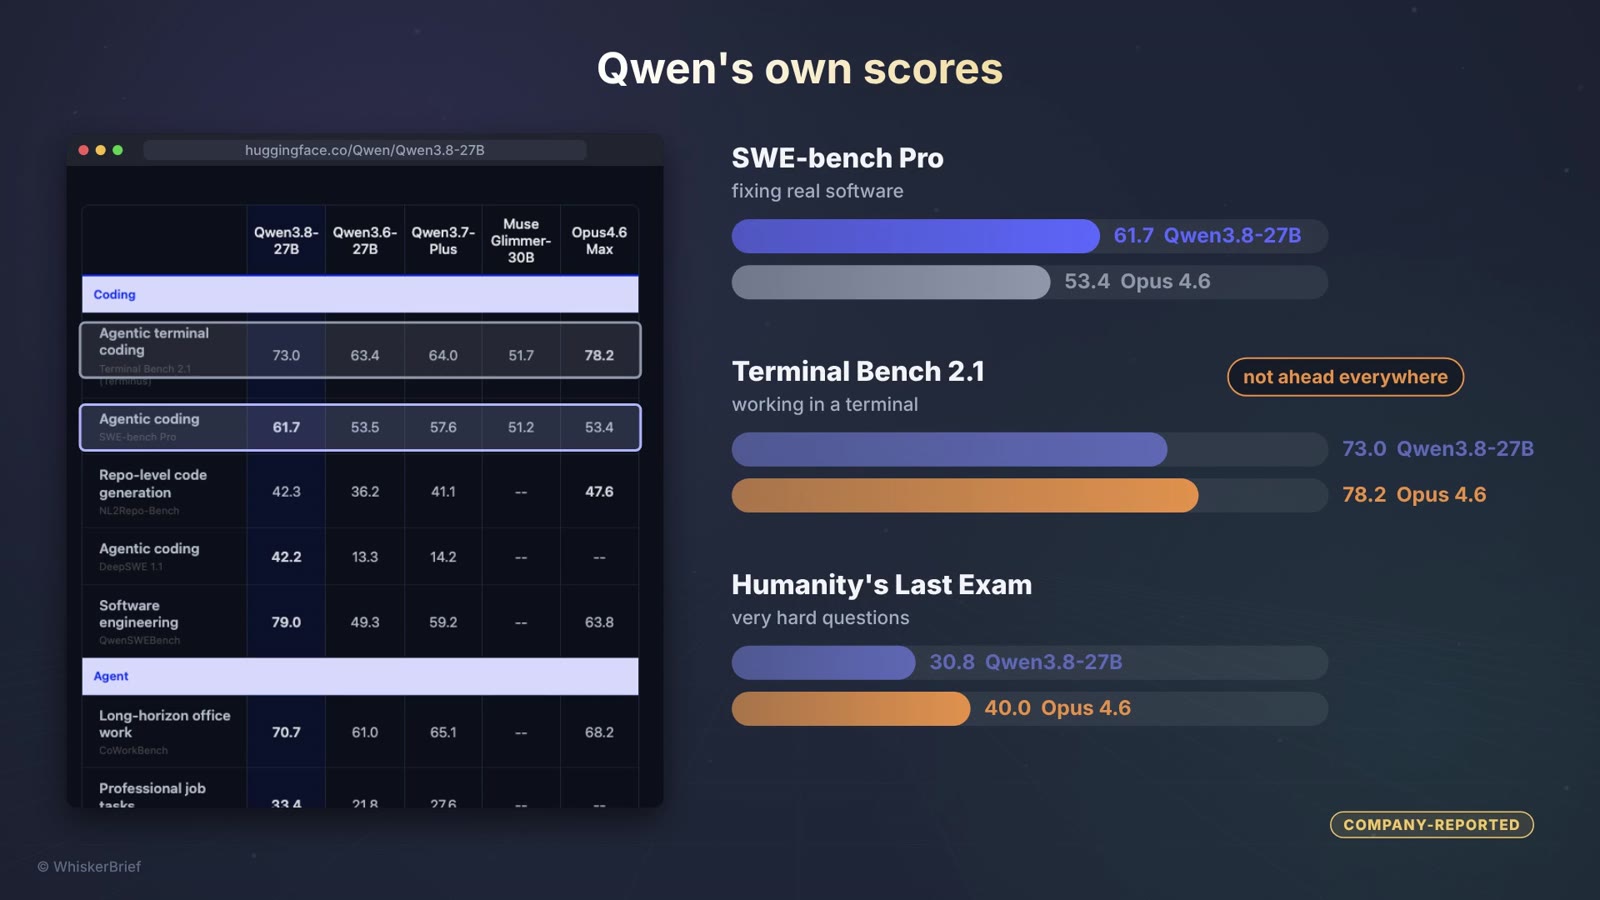 Qwen's own scores
huggingface.co/Qwen/Qwen3.8-27B
Qwen3.8-27B Qwen3.6-27B Qwen3.7-Plus Muse Glimmer-30B Opus4.6 Max
Coding
Agentic terminal coding 73.0 63.4 64.0 51.7 78.2
Terminal Bench 2.1
(Terminus)
Agentic coding 61.7 53.5 57.6 51.2 53.4
SWE-bench Pro
Repo-level code generation 42.3 36.2 41.1 -- 47.6
NL2Repo-Bench
Agentic coding 42.2 13.3 14.2 -- --
DeepSWE 1.1
Software engineering 79.0 49.3 59.2 -- 63.8
QwenSWEBench
Agent
Long-horizon office work 70.7 61.0 65.1 -- 68.2
CoWorkBench
Professional job tasks 33.4 21.8 27.6 -- --
SWE-bench Pro
fixing real software
61.7 Qwen3.8-27B
53.4 Opus 4.6
Terminal Bench 2.1
not ahead everywhere
working in a terminal
73.0 Qwen3.8-27B
78.2 Opus 4.6
Humanity's Last Exam
very hard questions
30.8 Qwen3.8-27B
40.0 Opus 4.6
COMPANY-REPORTED
© WhiskerBrief